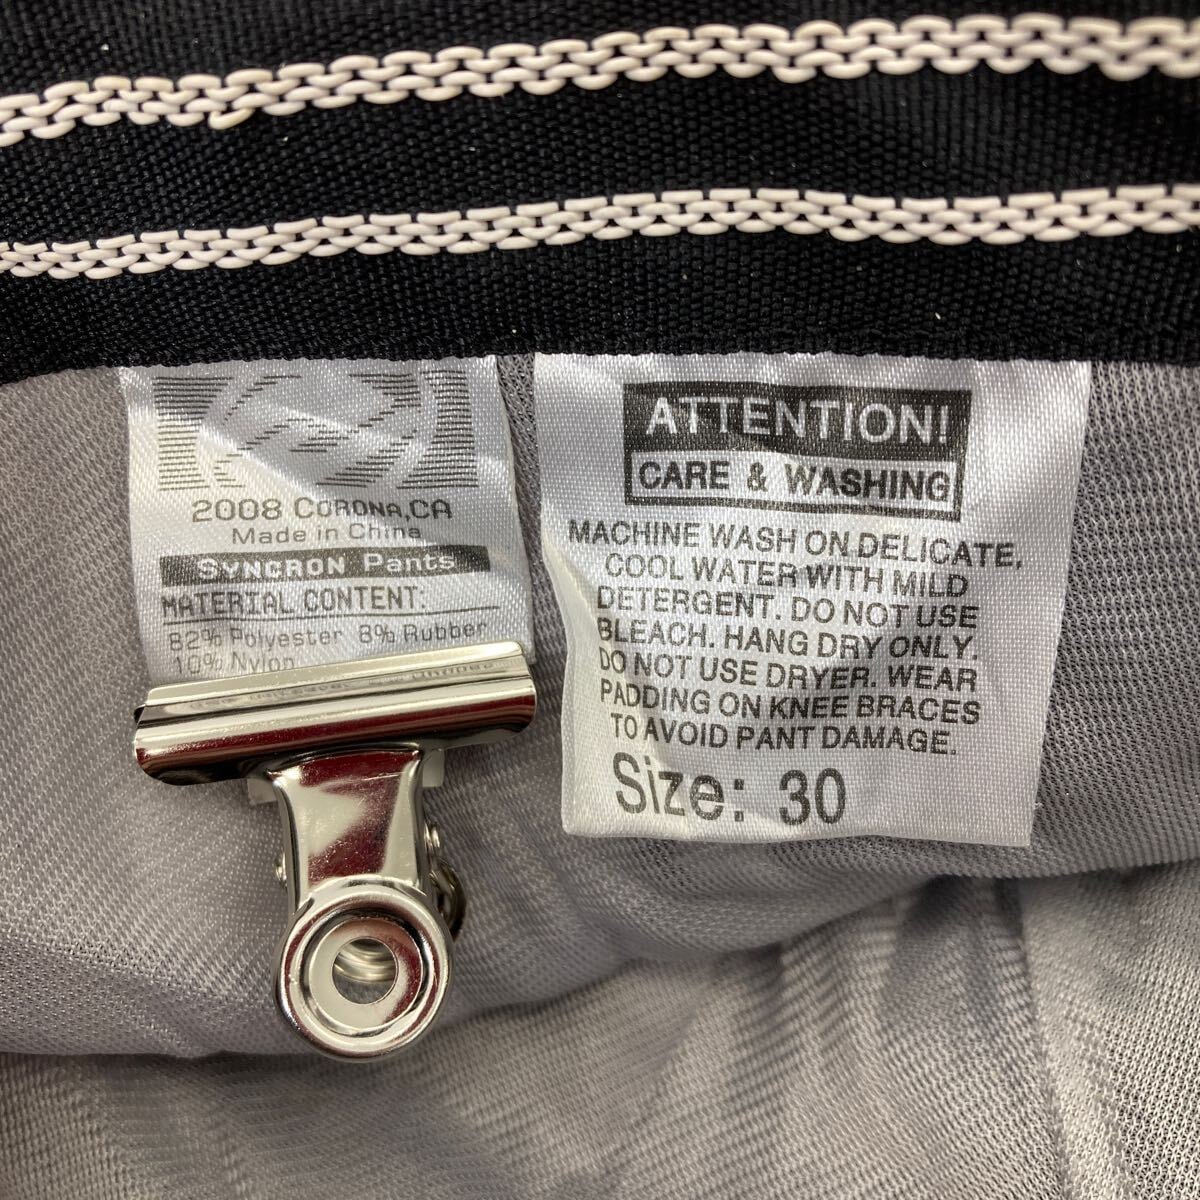 2008 CORONA,CA
Made in China
SYNCRON Pants
MATERIAL CONTENT:
82% Polyester 8% Rubber
10% Nylon
ATTENTION!
CARE & WASHING
MACHINE WASH ON DELICATE,
COOL WATER WITH MILD
DETERGENT. DO NOT USE
BLEACH. HANG DRY ONLY.
DO NOT USE DRYER. WEAR
PADDING ON KNEE BRACES
TO AVOID PANT DAMAGE.
Size: 30